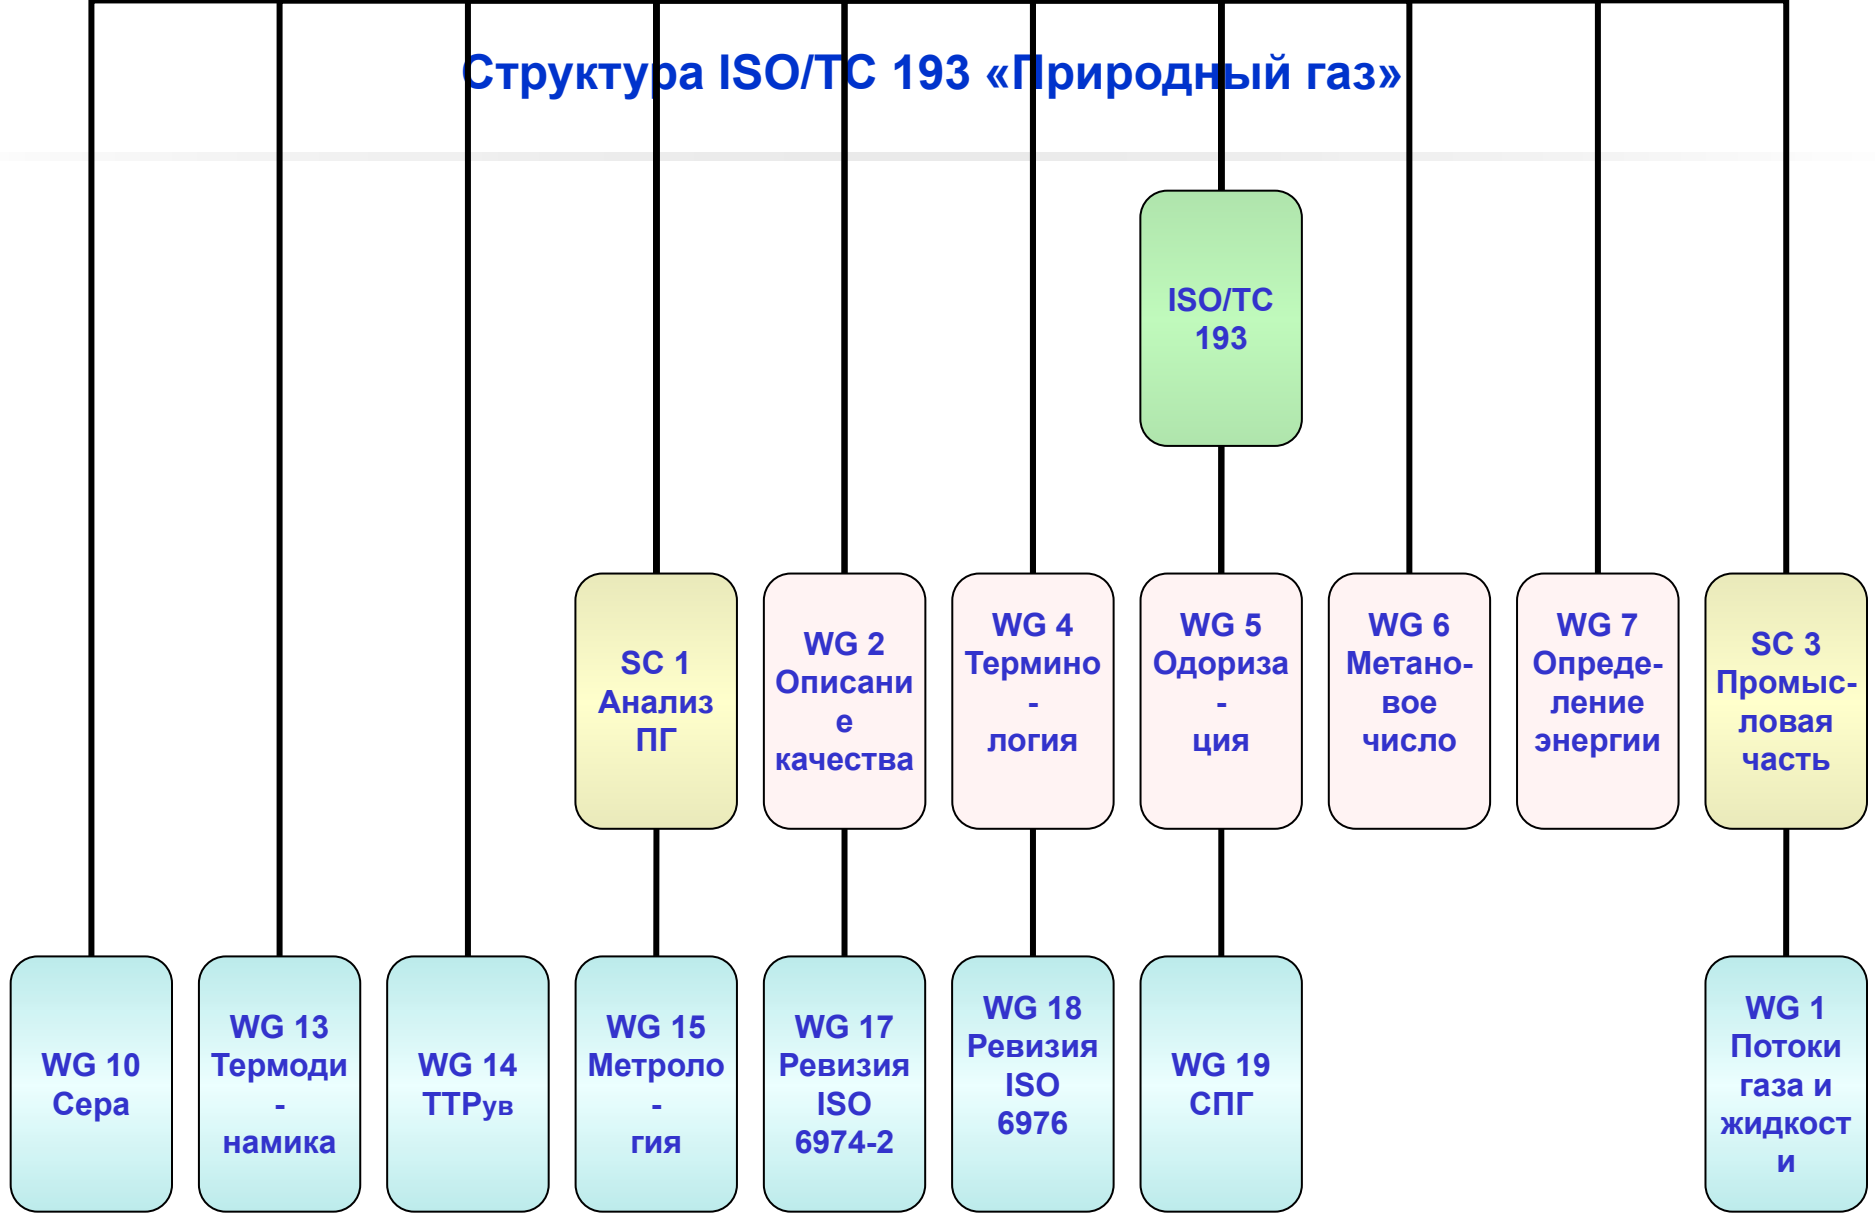 Структура ISO/TC 193 «Природный газ»
ISO/TC
193
SC 1
Анализ
ПГ
WG 2
Описани
е
качества
WG 4
Термино
-
логия
WG 5
Одориза
-
ция
WG 6
Метано-
вое
число
WG 7
Опреде-
ление
энергии
SC 3
Промыс-
ловая
часть
WG 10
Сера
WG 13
Термоди
-
намика
WG 14
ТТРув
WG 15
Метроло
-
гия
WG 17
Ревизия
ISO
6974-2
WG 18
Ревизия
ISO
6976
WG 19
СПГ
WG 1
Потоки
газа и
жидкост
и